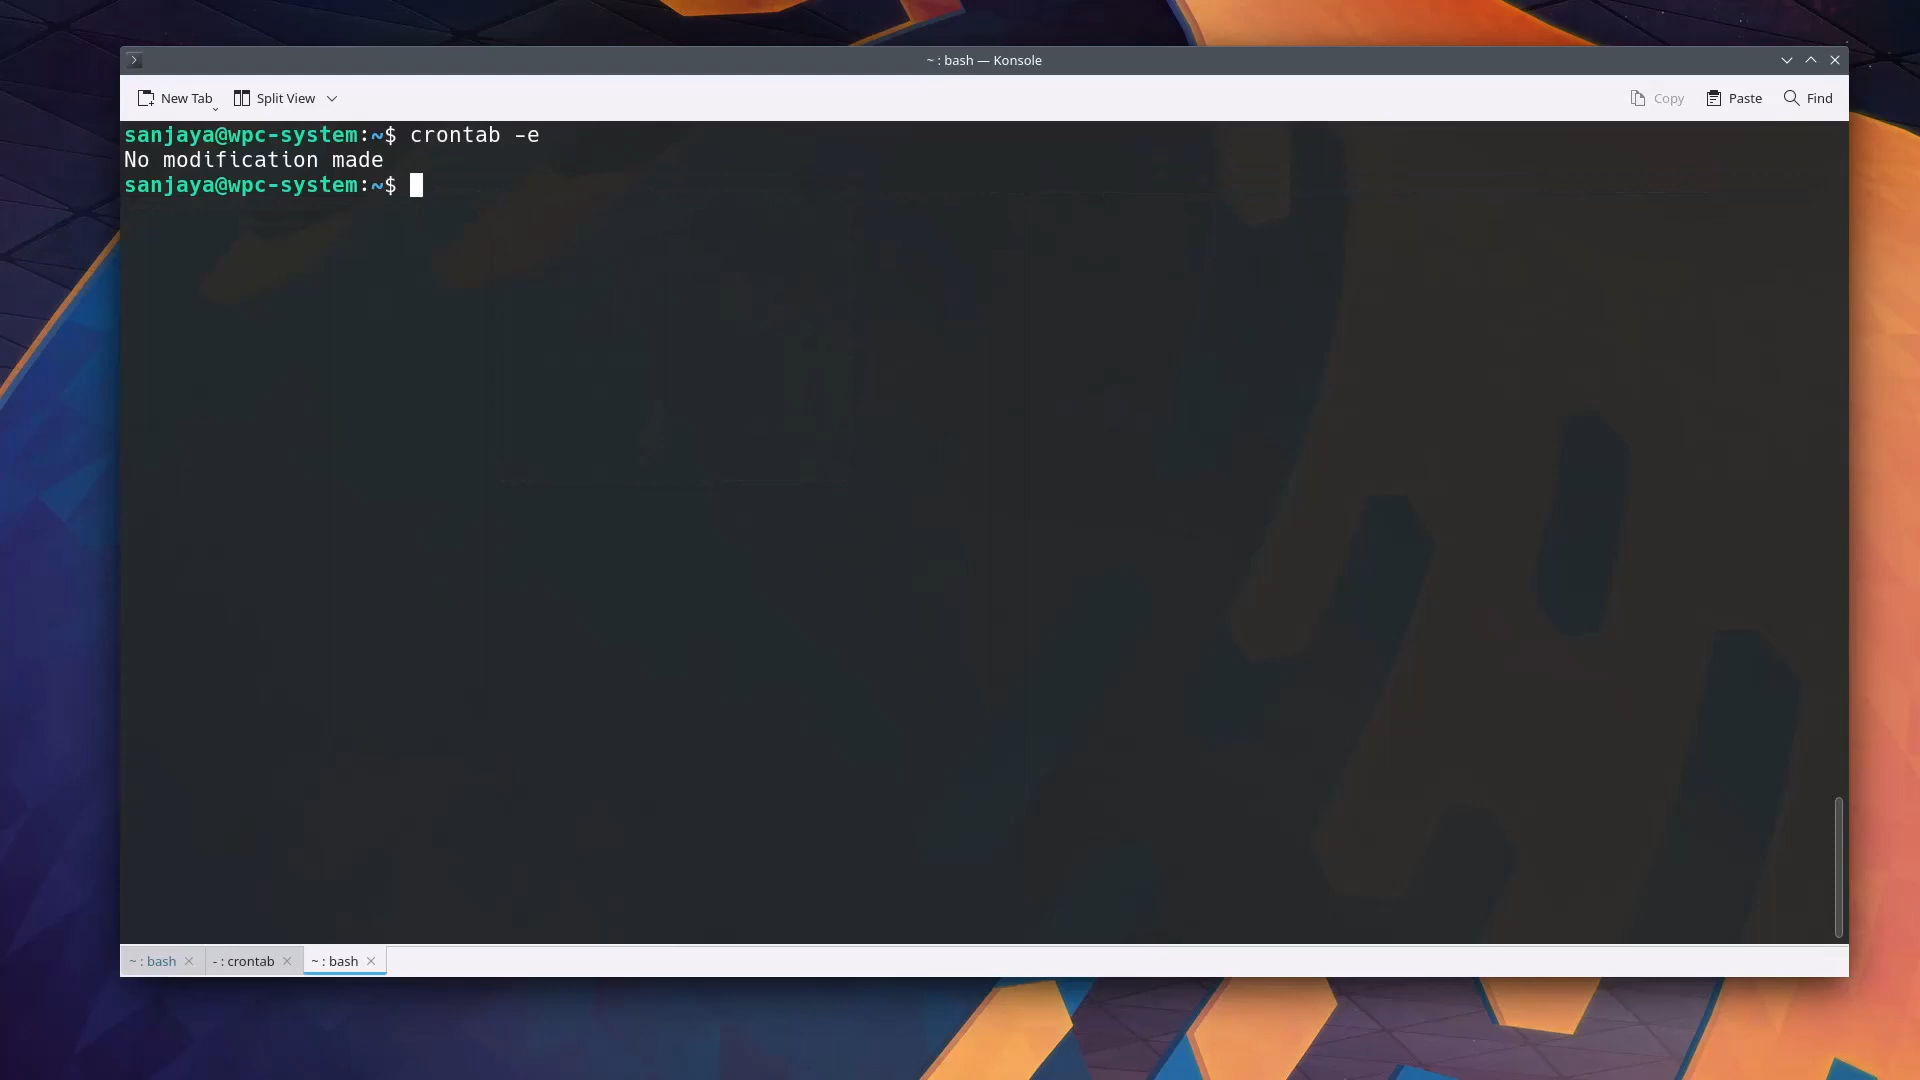 ~ : bash — Konsole
New Tab Split View Copy Paste Find
sanjaya@wpc-system:~$ crontab -e
No modification made
sanjaya@wpc-system:~$
~ : bash - : crontab ~ : bash